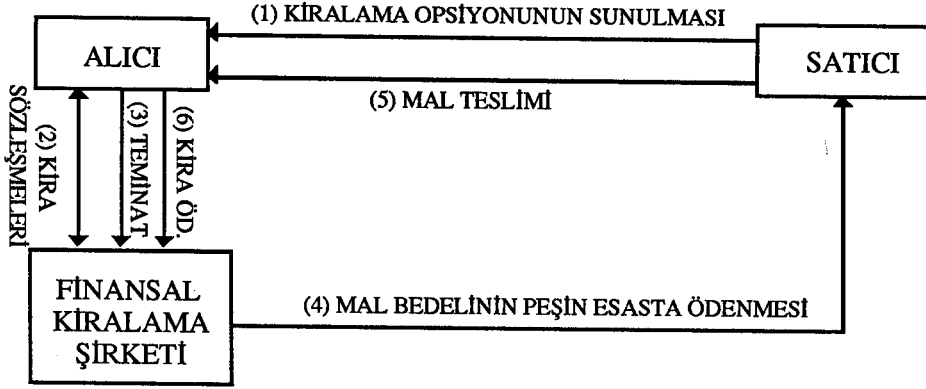 (1) KİRALAMA OPSİYONUNUN SUNULMASI
ALICI
SATICI
(5) MAL TESLİMİ
(2) KİRA
SÖZLEŞMELERİ
(3) TEMİNAT
(6) KİRA ÖD.
FİNANSAL
KİRALAMA
ŞİRKETİ
(4) MAL BEDELİNİN PEŞİN ESASTA ÖDENMESİ